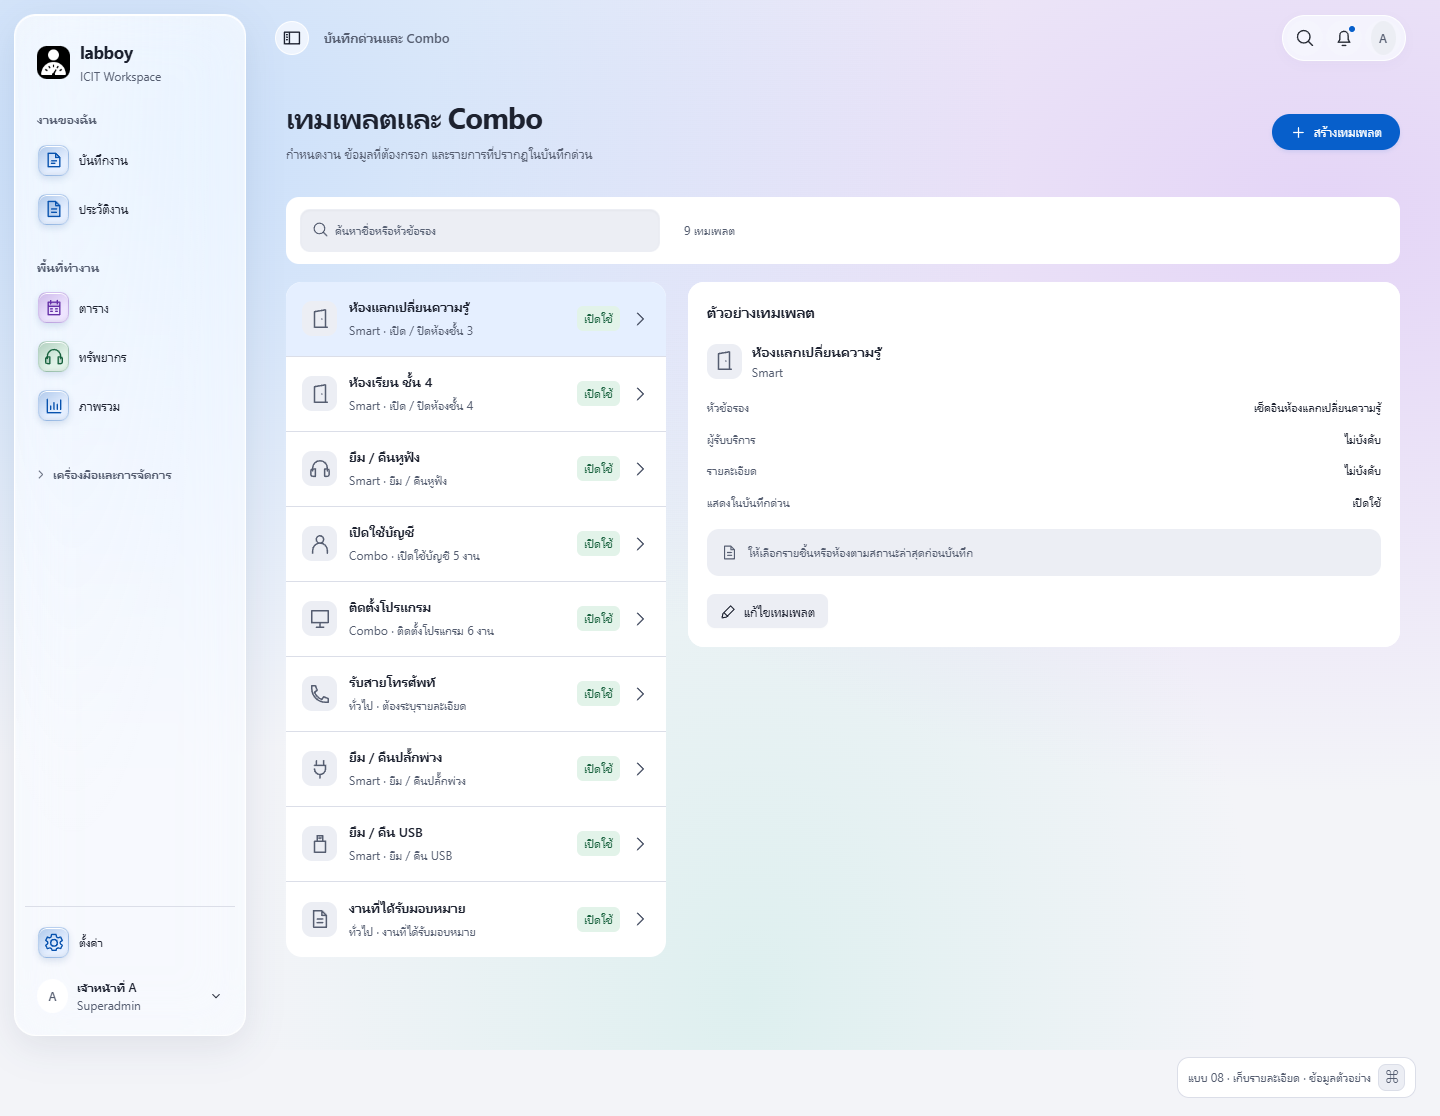 labboy
ICIT Workspace
งานของฉัน
บันทึกงาน
ประวัติงาน
พื้นที่ทำงาน
ตาราง
ทรัพยากร
ภาพรวม
เครื่องมือและการจัดการ
ตั้งค่า
A
เจ้าหน้าที่ A
Superadmin
บันทึกด่วนและ Combo
A
เทมเพลตและ Combo
กำหนดงาน ข้อมูลที่ต้องกรอก และรายการที่ปรากฏในบันทึกด่วน
สร้างเทมเพลต
ค้นหาชื่อหรือหัวข้อรอง
9 เทมเพลต
ห้องแลกเปลี่ยนความรู้
Smart · เปิด / ปิดห้องชั้น 3
เปิดใช้
ห้องเรียน ชั้น 4
Smart · เปิด / ปิดห้องชั้น 4
เปิดใช้
ยืม / คืนหูฟัง
Smart · ยืม / คืนหูฟัง
เปิดใช้
เปิดใช้บัญชี
Combo · เปิดใช้บัญชี 5 งาน
เปิดใช้
ติดตั้งโปรแกรม
Combo · ติดตั้งโปรแกรม 6 งาน
เปิดใช้
รับสายโทรศัพท์
ทั่วไป · ต้องระบุรายละเอียด
เปิดใช้
ยืม / คืนปลั๊กพ่วง
Smart · ยืม / คืนปลั๊กพ่วง
เปิดใช้
ยืม / คืน USB
Smart · ยืม / คืน USB
เปิดใช้
งานที่ได้รับมอบหมาย
ทั่วไป · งานที่ได้รับมอบหมาย
เปิดใช้
ตัวอย่างเทมเพลต
ห้องแลกเปลี่ยนความรู้
Smart
หัวข้อรอง เช็คอินห้องแลกเปลี่ยนความรู้
ผู้รับบริการ ไม่บังคับ
รายละเอียด ไม่บังคับ
แสดงในบันทึกด่วน เปิดใช้
ให้เลือกรายชิ้นหรือห้องตามสถานะล่าสุดก่อนบันทึก
แก้ไขเทมเพลต
แบบ 08 · เก็บรายละเอียด · ข้อมูลตัวอย่าง ⌘